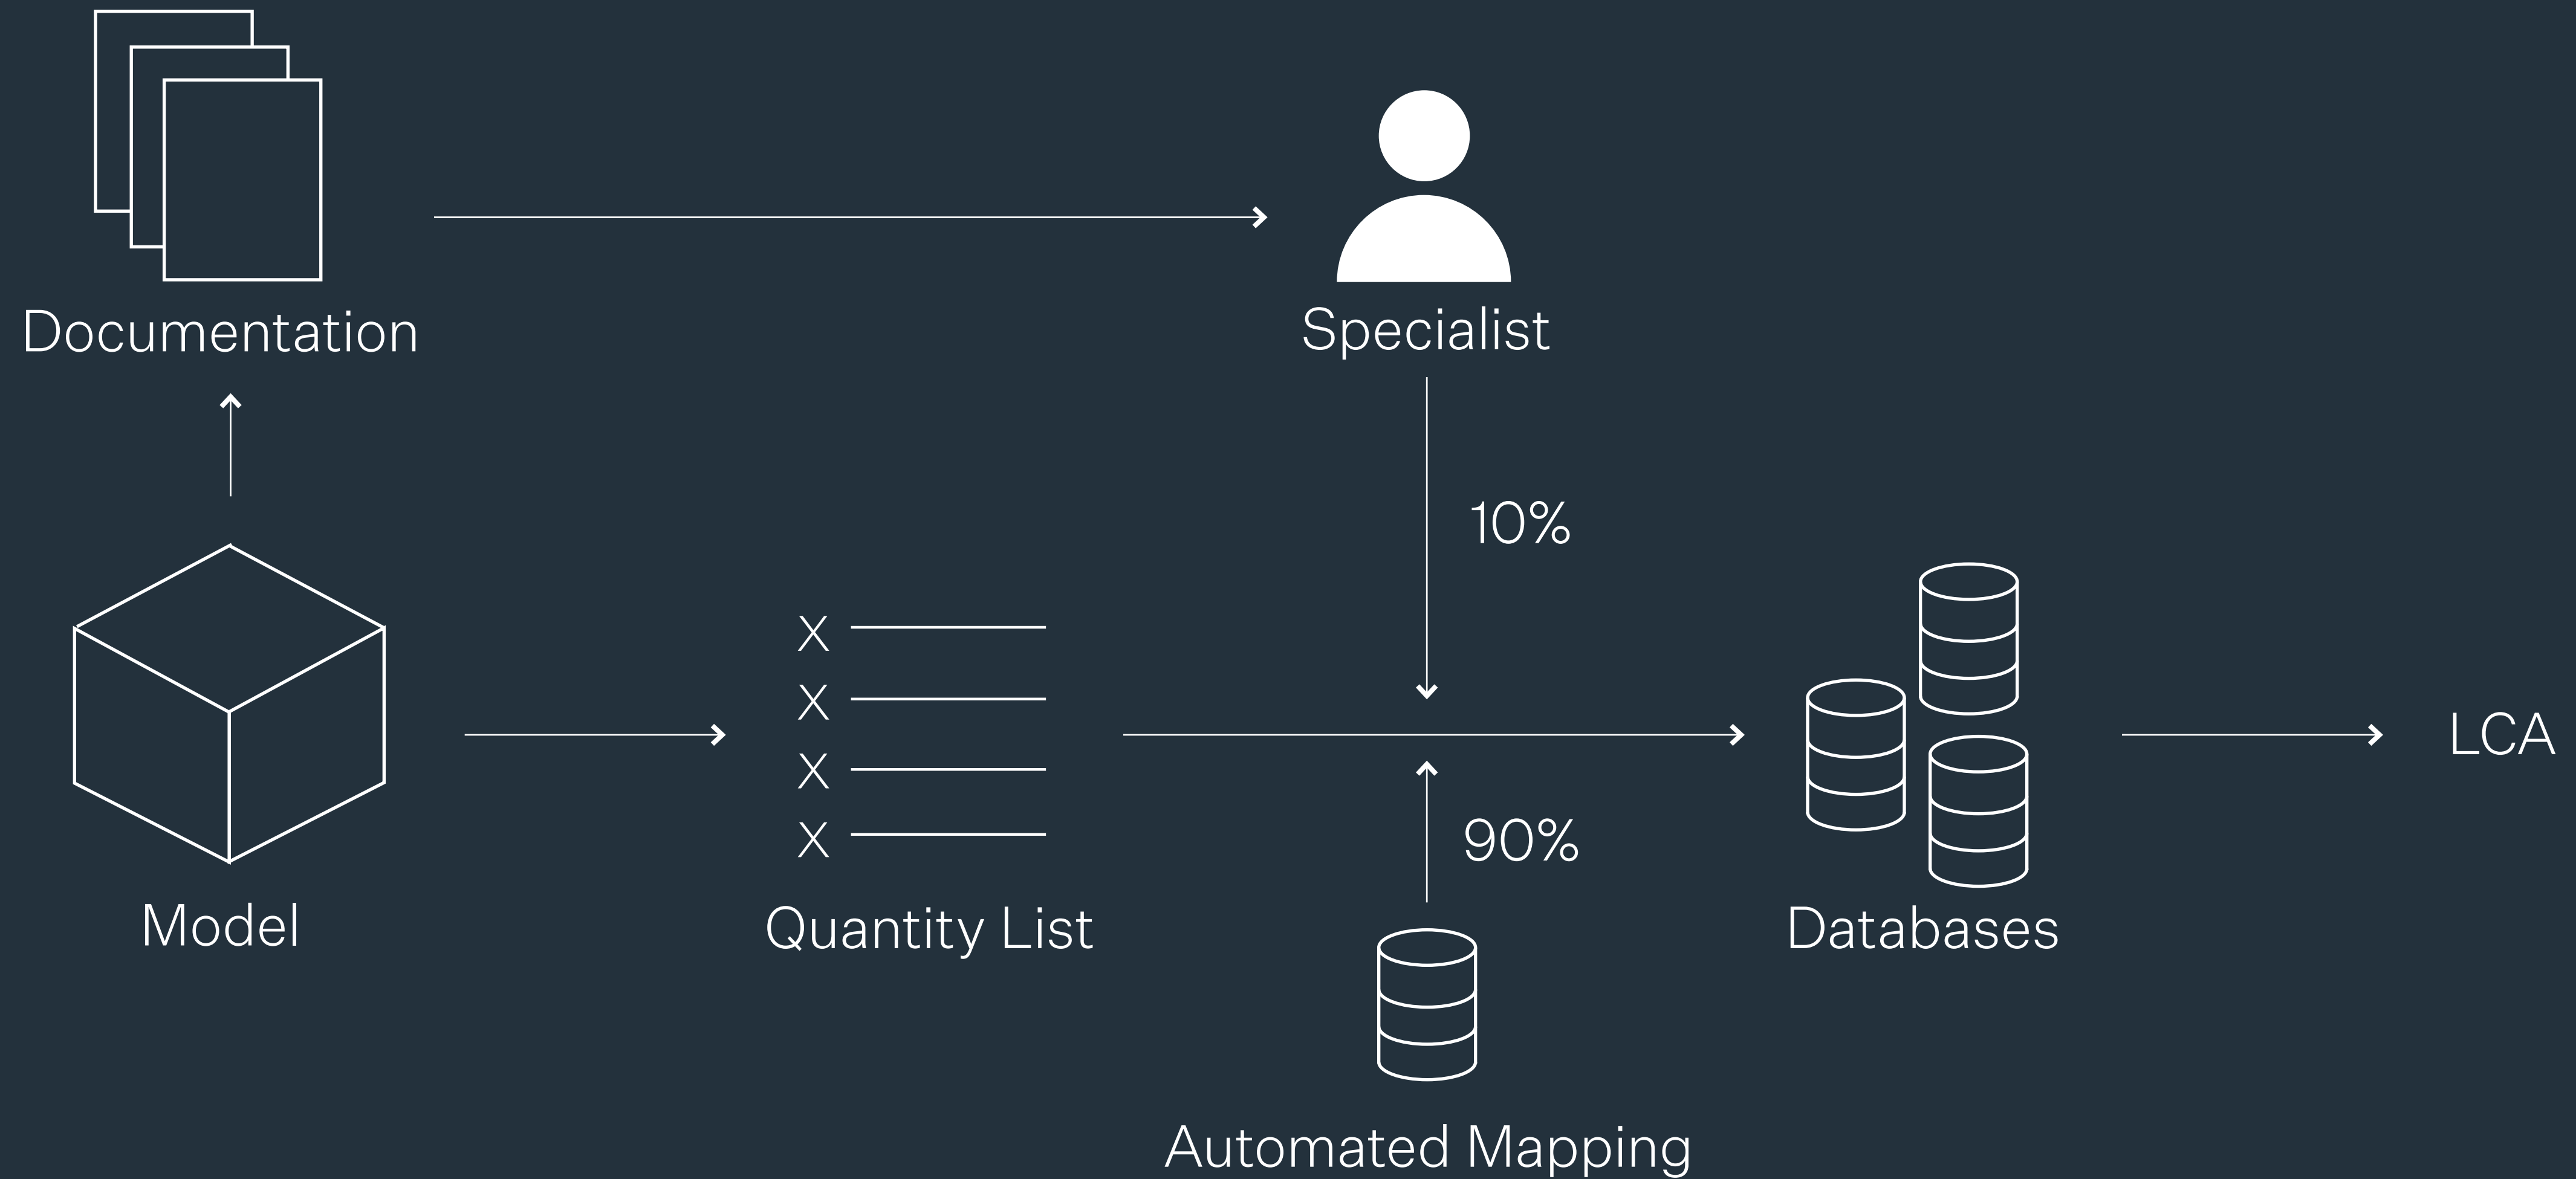 Documentation
Specialist
10%
X
X
X
X
90%
LCA
Model
Quantity List
Databases
Automated Mapping